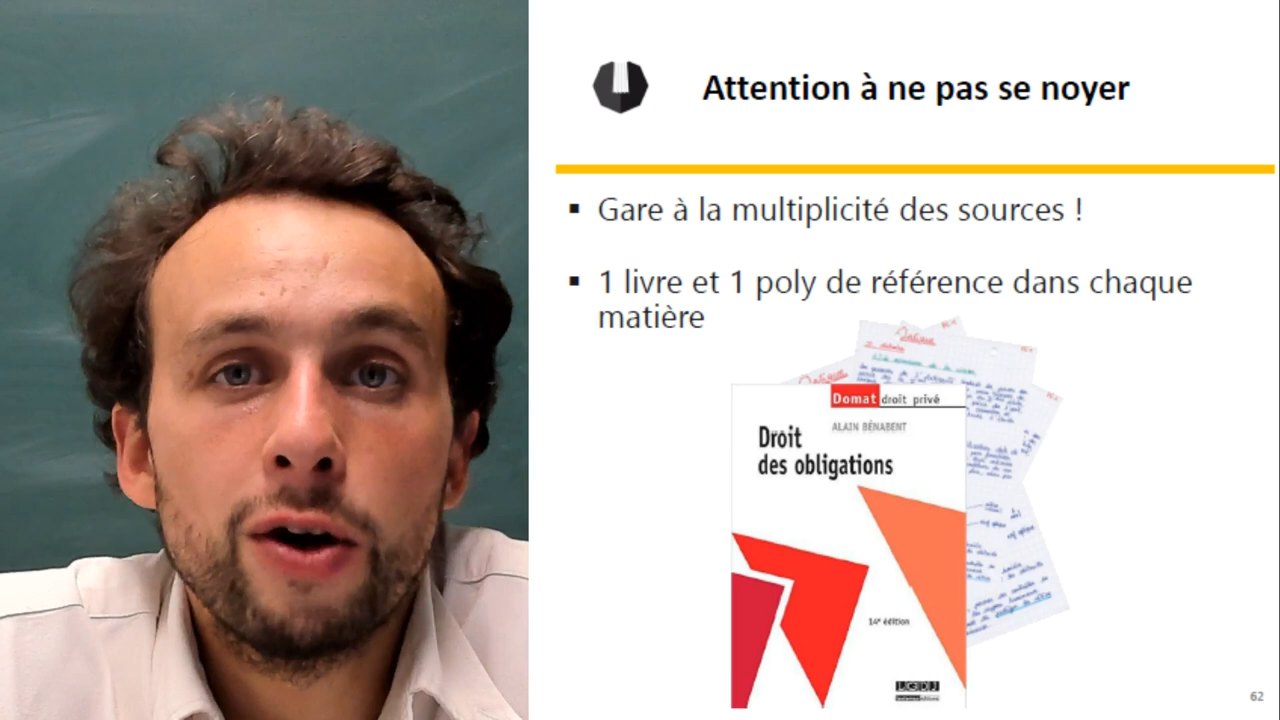 Attention à ne pas se noyer
Gare à la multiplicité des sources !
1 livre et 1 poly de référence dans chaque
matière
Domat droit privé
ALAIN BÉNABENT
Droit
des obligations
14e édition
LGDJ
62